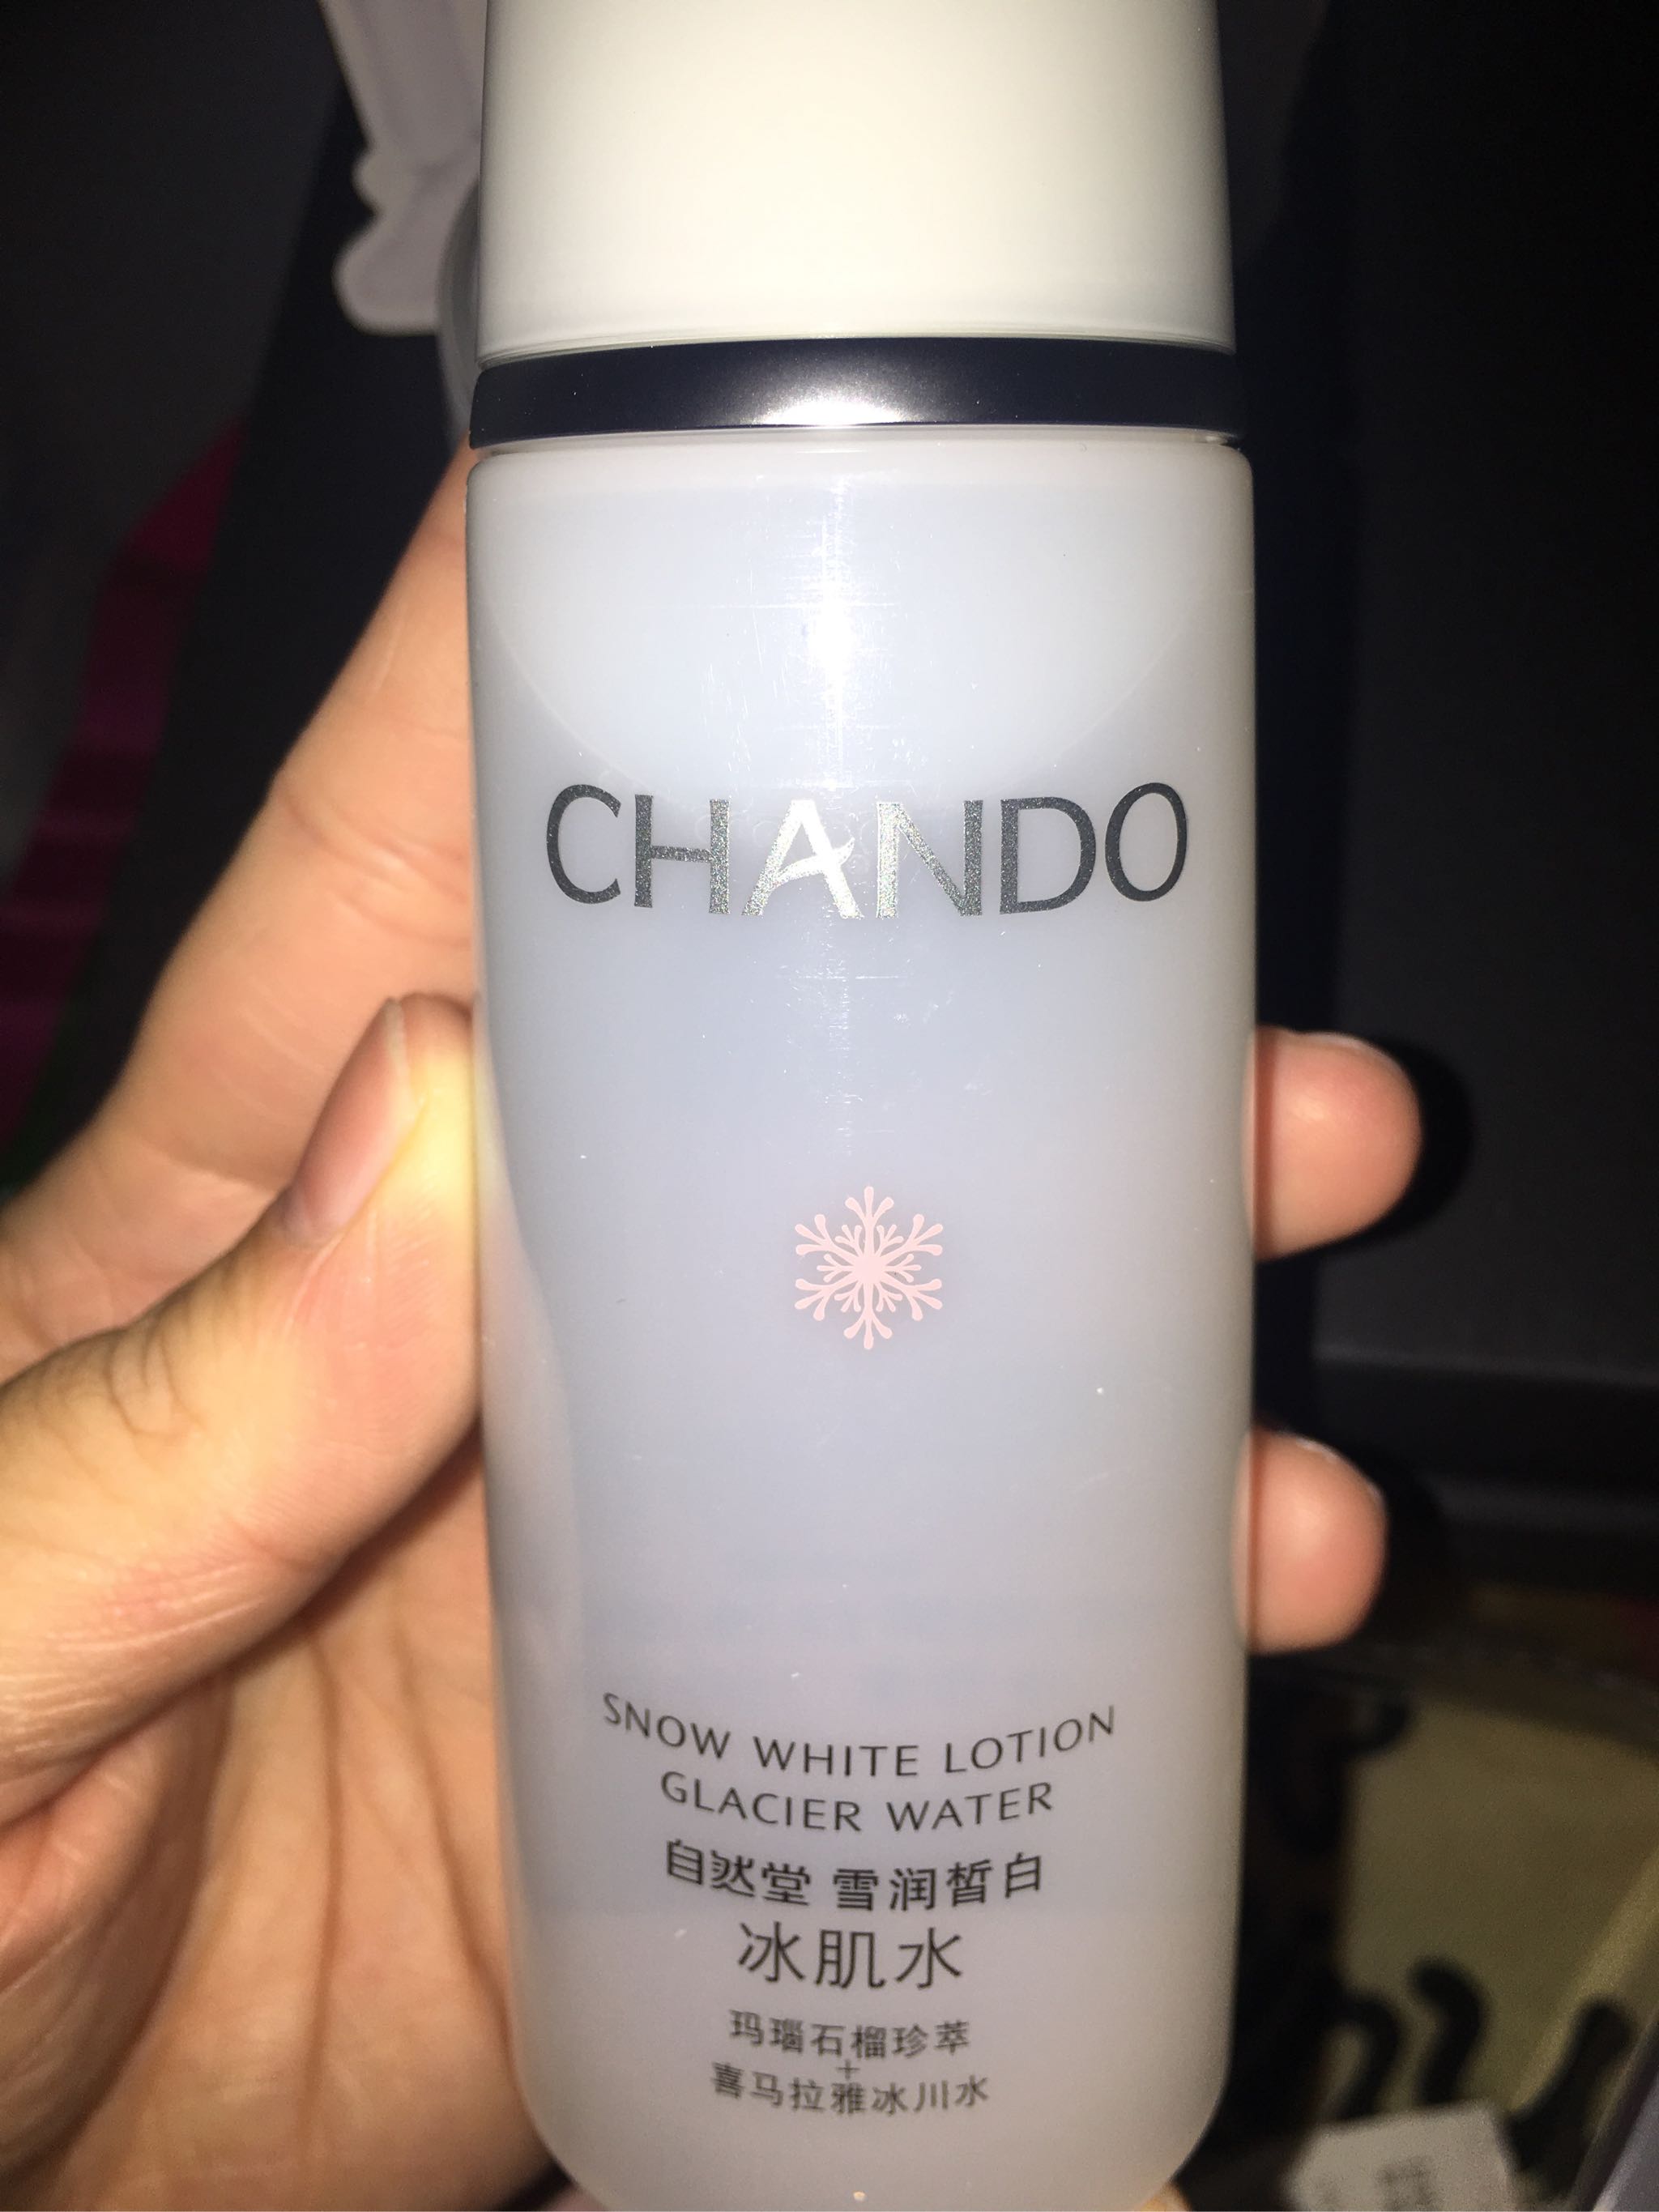 CHANDO
SNOW WHITE LOTION
GLACIER WATER
自然堂 雪润皙白
冰肌水
玛瑙石榴珍萃
+
喜马拉雅冰川水